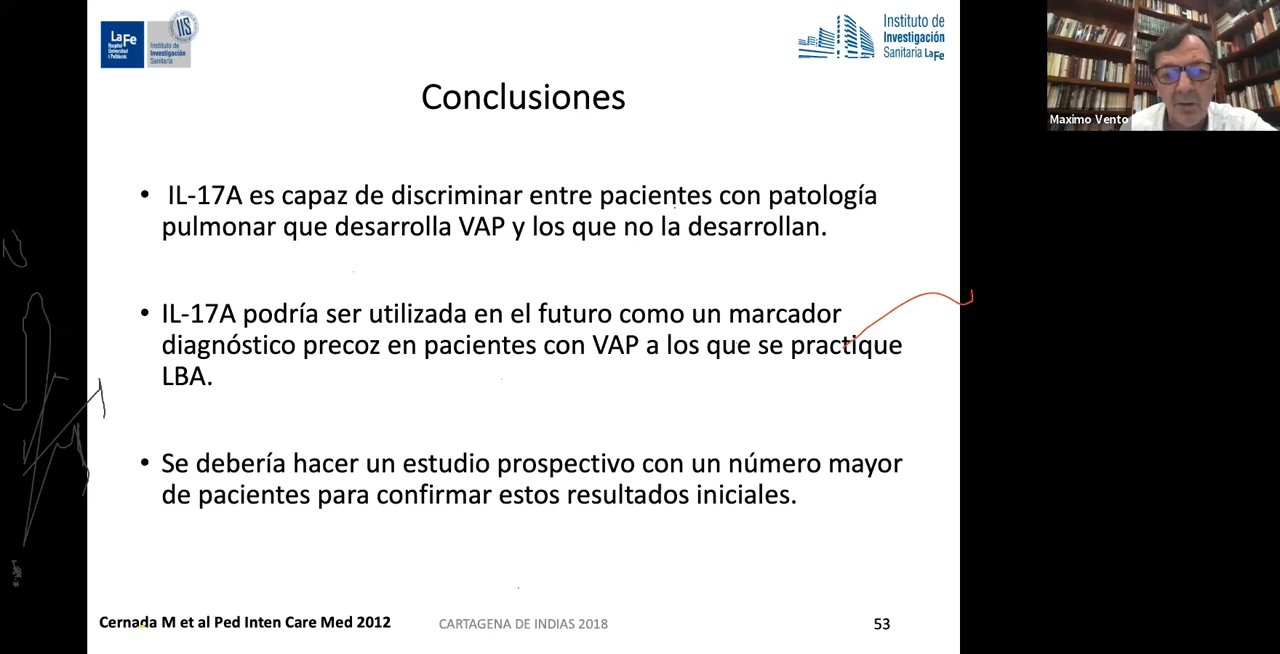 LaFe
Hospital
Universitari
i Politècnic
IIS
Instituto de
Investigación
Sanitaria
Instituto de
Investigación
Sanitaria LaFe
Maximo Vento
Conclusiones
• IL-17A es capaz de discriminar entre pacientes con patología
pulmonar que desarrolla VAP y los que no la desarrollan.
• IL-17A podría ser utilizada en el futuro como un marcador
diagnóstico precoz en pacientes con VAP a los que se practique
LBA.
• Se debería hacer un estudio prospectivo con un número mayor
de pacientes para confirmar estos resultados iniciales.
Cernada M et al Ped Inten Care Med 2012
CARTAGENA DE INDIAS 2018
53